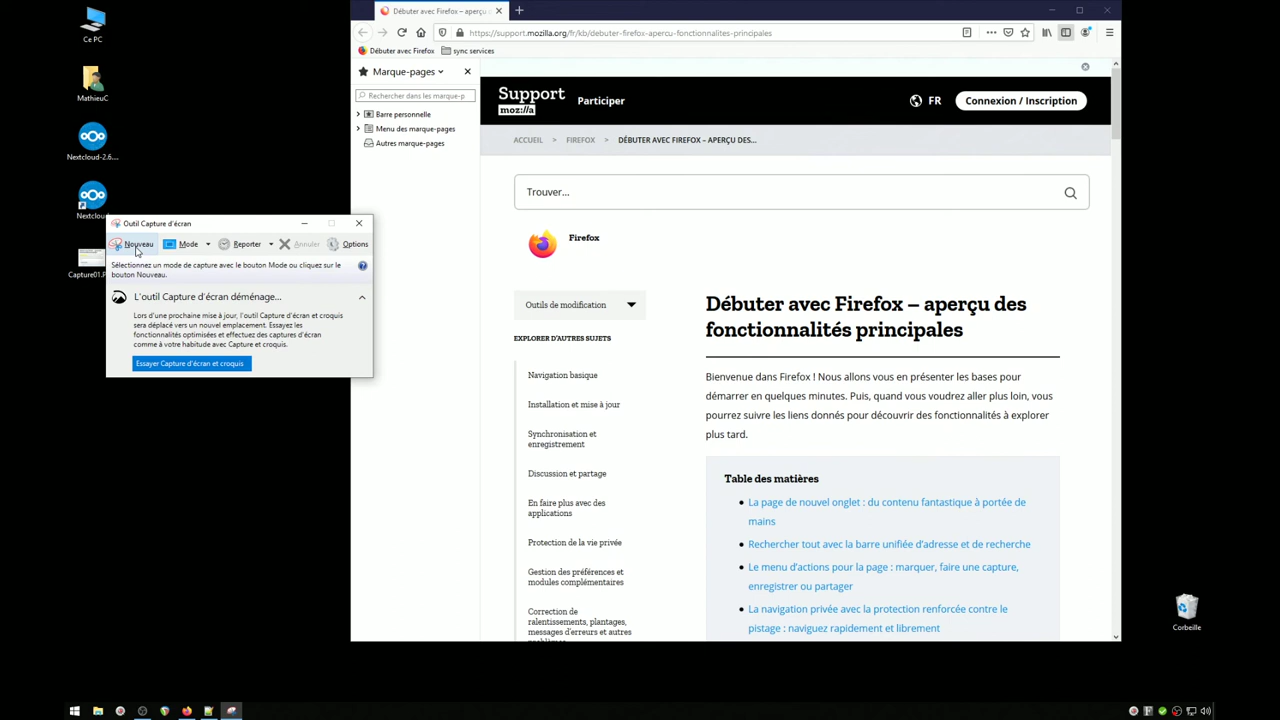 Ce PC
MathieuC
Nextcloud-2.6....
Nextclou
Capture01.P
Outil Capture d'écran
Nouveau
Mode
Reporter
Annuler
Options
Sélectionnez un mode de capture avec le bouton Mode ou cliquez sur le
bouton Nouveau.
L'outil Capture d'écran déménage...
Lors d'une prochaine mise à jour, l'outil Capture d'écran et croquis
sera déplacé vers un nouvel emplacement. Essayez les
fonctionnalités optimisées et effectuez des captures d'écran
comme à votre habitude avec Capture et croquis.
Essayer Capture d'écran et croquis
Débuter avec Firefox – aperçu
https://support.mozilla.org/fr/kb/debuter-firefox-apercu-fonctionnalites-principales
Débuter avec Firefox
sync services
Marque-pages
Rechercher dans les marque-p
Barre personnelle
Menu des marque-pages
Autres marque-pages
Support
moz://a
Participer
FR
Connexion / Inscription
ACCUEIL > FIREFOX > DÉBUTER AVEC FIREFOX – APERÇU DES...
Trouver...
Firefox
Outils de modification
EXPLORER D'AUTRES SUJETS
Navigation basique
Installation et mise à jour
Synchronisation et
enregistrement
Discussion et partage
En faire plus avec des
applications
Protection de la vie privée
Gestion des préférences et
modules complémentaires
Correction de
ralentissements, plantages,
messages d'erreurs et autres
Débuter avec Firefox – aperçu des
fonctionnalités principales
Bienvenue dans Firefox ! Nous allons vous en présenter les bases pour
démarrer en quelques minutes. Puis, quand vous voudrez aller plus loin, vous
pourrez suivre les liens donnés pour découvrir des fonctionnalités à explorer
plus tard.
Table des matières
La page de nouvel onglet : du contenu fantastique à portée de
mains
Rechercher tout avec la barre unifiée d'adresse et de recherche
Le menu d'actions pour la page : marquer, faire une capture,
enregistrer ou partager
La navigation privée avec la protection renforcée contre le
pistage : naviguez rapidement et librement
Corbeille